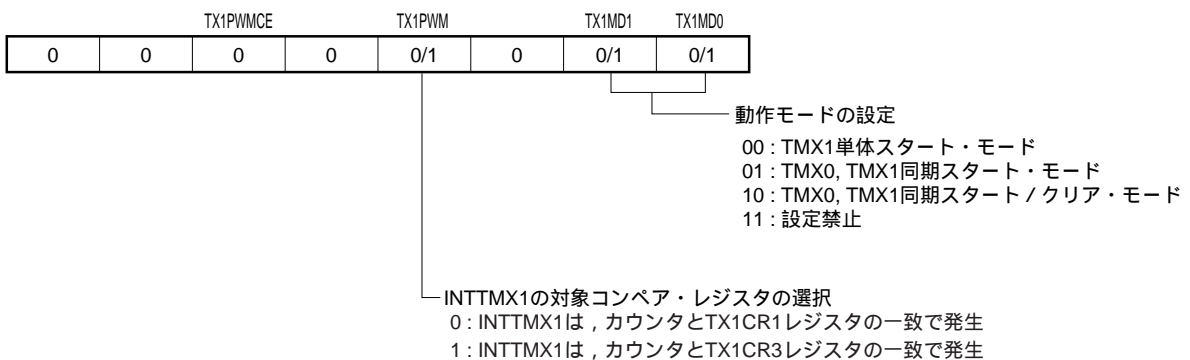 TX1PWMCE TX1PWM TX1MD1 TX1MD0
0 0 0 0 0/1 0 0/1 0/1
動作モードの設定
00 : TMX1単体スタート・モード
01 : TMX0, TMX1同期スタート・モード
10 : TMX0, TMX1同期スタート／クリア・モード
11 : 設定禁止
INTTMX1の対象コンペア・レジスタの選択
0 : INTTMX1は，カウンタとTX1CR1レジスタの一致で発生
1 : INTTMX1は，カウンタとTX1CR3レジスタの一致で発生